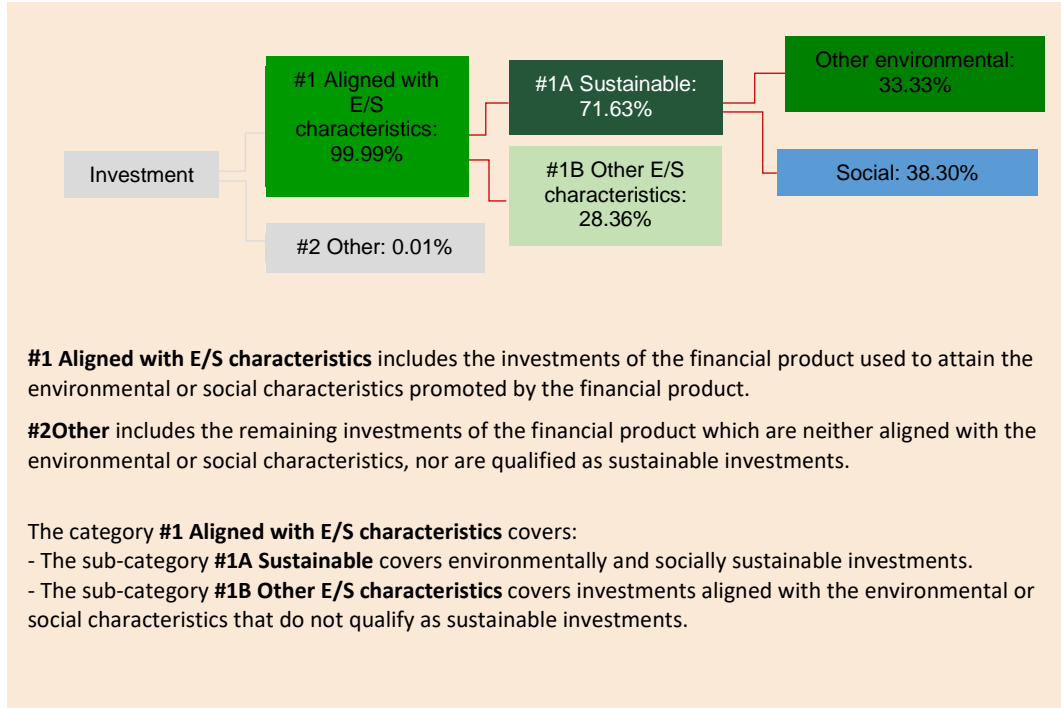 Investment
#1 Aligned with
E/S
characteristics:
99.99%
#2 Other: 0.01%
#1A Sustainable:
71.63%
#1B Other E/S
characteristics:
28.36%
Other environmental:
33.33%
Social: 38.30%
#1 Aligned with E/S characteristics includes the investments of the financial product used to attain the
environmental or social characteristics promoted by the financial product.
#2Other includes the remaining investments of the financial product which are neither aligned with the
environmental or social characteristics, nor are qualified as sustainable investments.
The category #1 Aligned with E/S characteristics covers:
- The sub-category #1A Sustainable covers environmentally and socially sustainable investments.
- The sub-category #1B Other E/S characteristics covers investments aligned with the environmental or
social characteristics that do not qualify as sustainable investments.